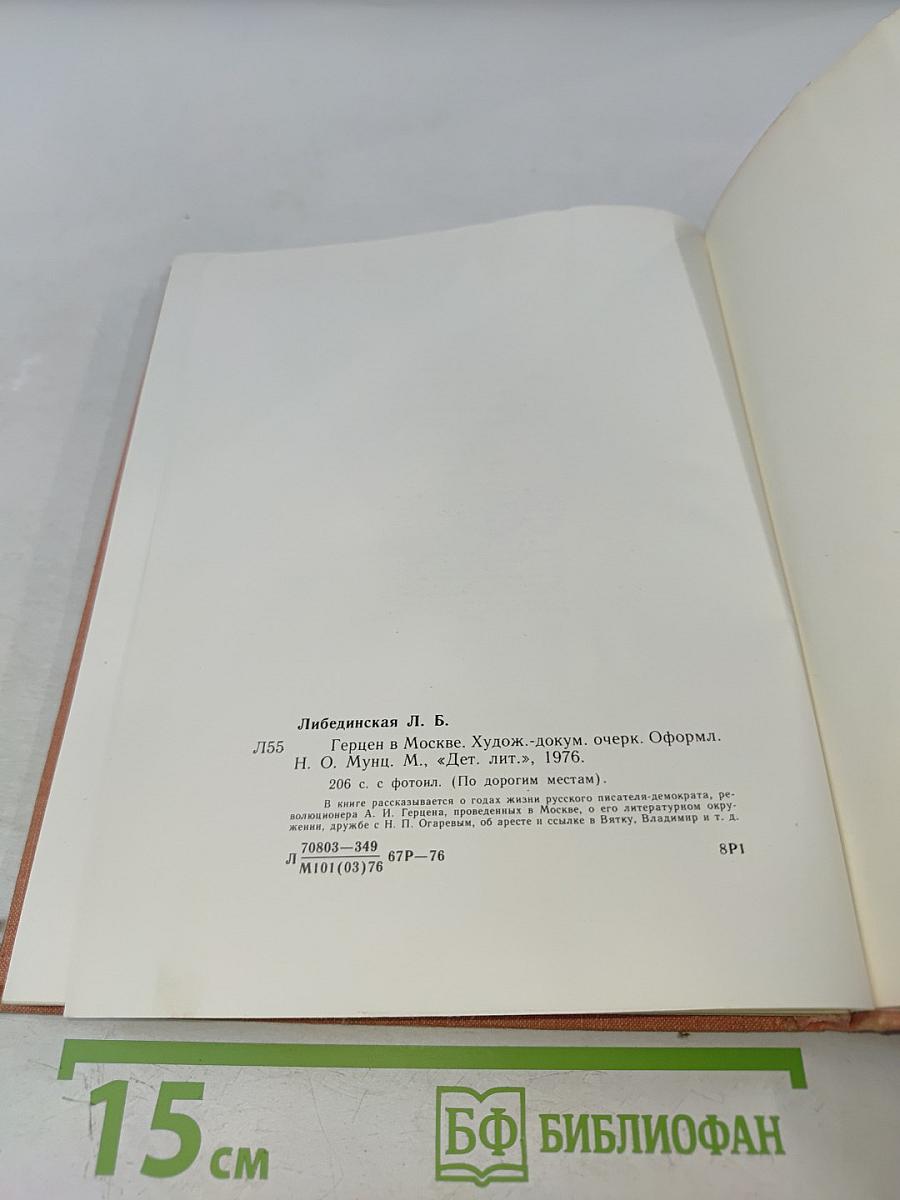 Либединская Л. Б.
Л55 Герцен в Москве. Худож.-докум. очерк. Оформл.
Н. О. Мунц. М., «Дет. лит.», 1976.
206 с. с фотоил. (По дорогим местам).
В книге рассказывается о годах жизни русского писателя-демократа, ре-
волюционера А. И. Герцена, проведенных в Москве, о его литературном окру-
жении, дружбе с Н. П. Огаревым, об аресте и ссылке в Вятку, Владимир и т. д.
70803—349
Л 67Р—76 8Р1
М101(03)76
15 см БФ БИБЛИОФАН